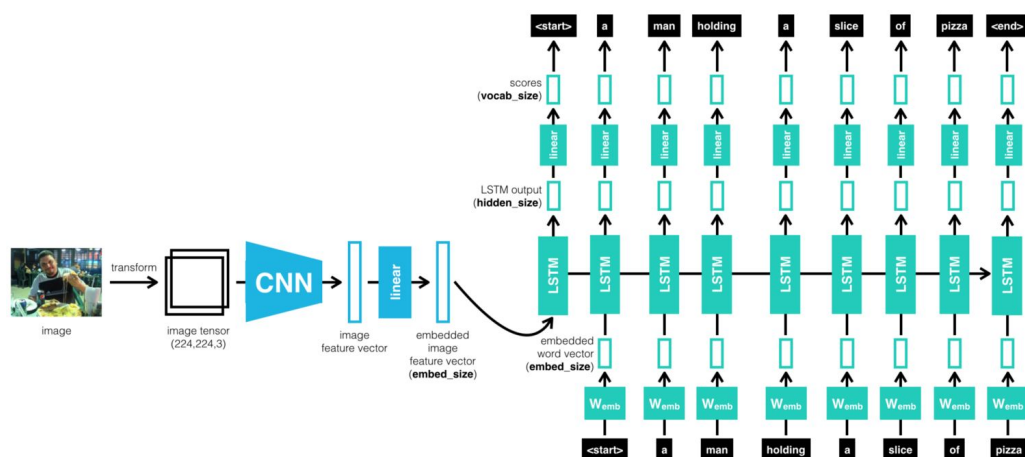 <start> a man holding a slice of pizza <end>
scores
(vocab_size)
linear linear linear linear linear linear linear linear linear
LSTM output
(hidden_size)
LSTM LSTM LSTM LSTM LSTM LSTM LSTM LSTM LSTM
transform
CNN
linear
image
image tensor
(224,224,3)
image
feature vector
embedded
image
feature vector
(embed_size)
embedded
word vector
(embed_size)
Wemb Wemb Wemb Wemb Wemb Wemb Wemb Wemb
<start> a man holding a slice of pizza